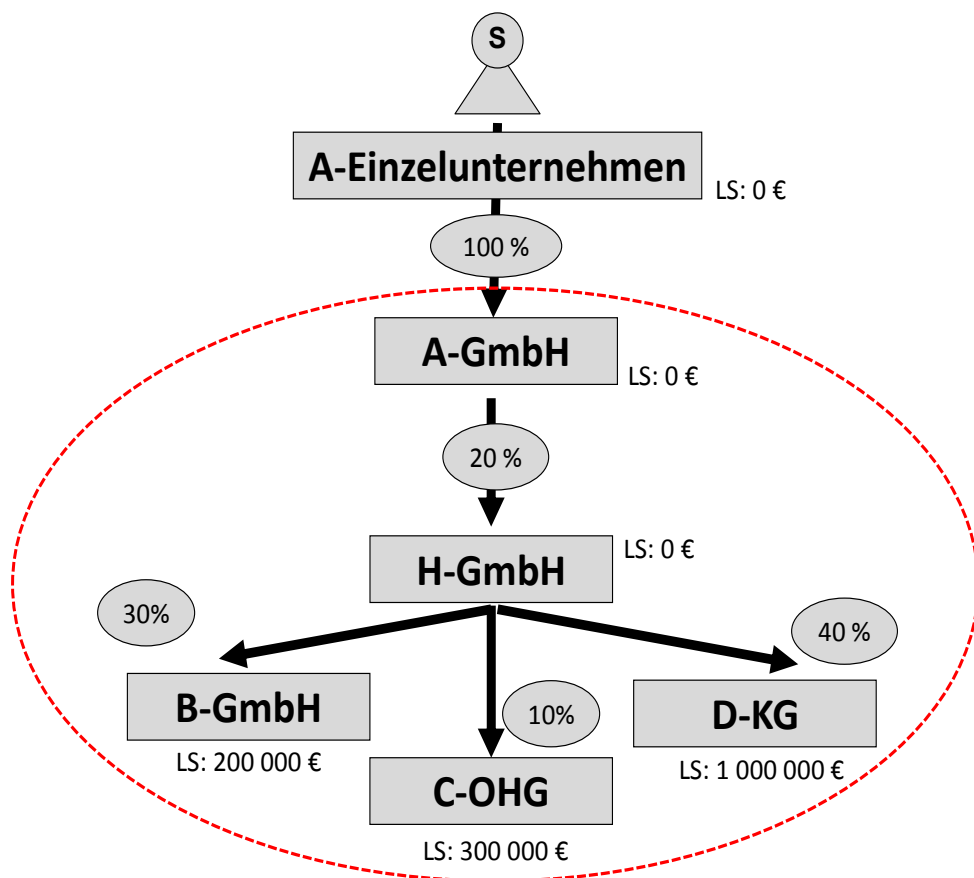 S
A-Einzelunternehmen
LS: 0 €
100 %
A-GmbH
LS: 0 €
20 %
H-GmbH
LS: 0 €
30%
40 %
B-GmbH
LS: 200 000 €
10%
D-KG
LS: 1 000 000 €
C-OHG
LS: 300 000 €